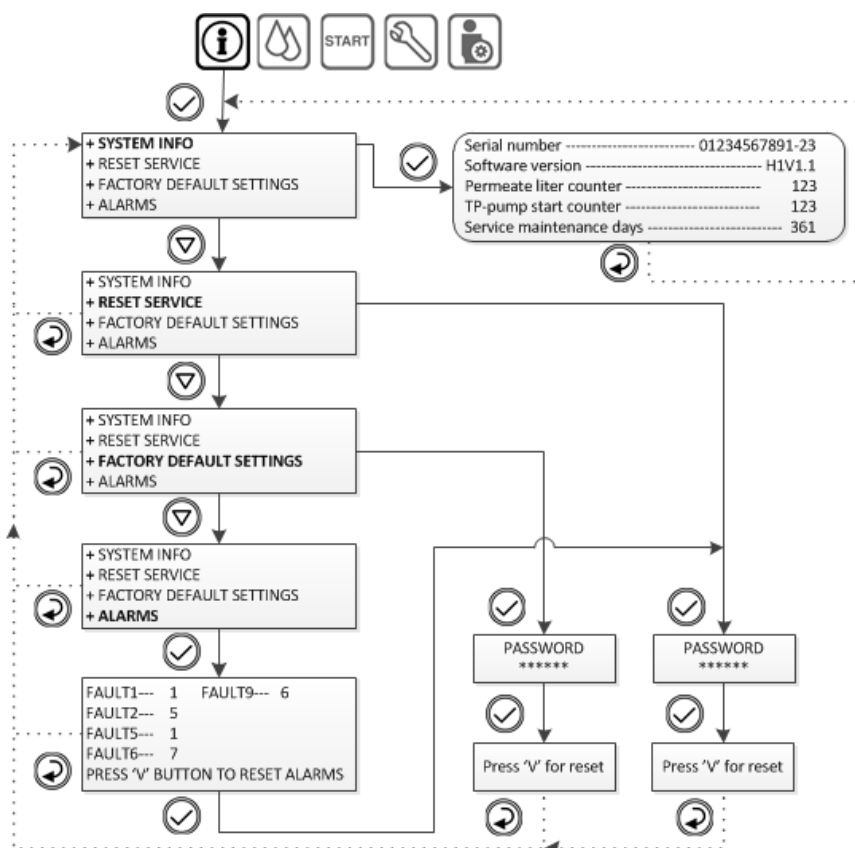 START
+ SYSTEM INFO
+ RESET SERVICE
+ FACTORY DEFAULT SETTINGS
+ ALARMS
Serial number ---------------------------- 01234567891-23
Software version -------------------------------------- H1V1.1
Permeate liter counter ----------------------------- 123
TP-pump start counter ----------------------------- 123
Service maintenance days ----------------------------- 361
+ SYSTEM INFO
+ RESET SERVICE
+ FACTORY DEFAULT SETTINGS
+ ALARMS
+ SYSTEM INFO
+ RESET SERVICE
+ FACTORY DEFAULT SETTINGS
+ ALARMS
+ SYSTEM INFO
+ RESET SERVICE
+ FACTORY DEFAULT SETTINGS
+ ALARMS
FAULT1--- 1 FAULT9--- 6
FAULT2--- 5
FAULT5--- 1
FAULT6--- 7
PRESS 'V' BUTTON TO RESET ALARMS
PASSWORD
******
Press 'V' for reset
PASSWORD
******
Press 'V' for reset